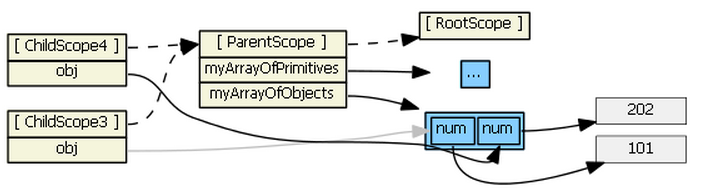 [ ChildScope4 ]
obj
[ ChildScope3 ]
obj
[ ParentScope ]
myArrayOfPrimitives
myArrayOfObjects
[ RootScope ]
...
num num
202
101